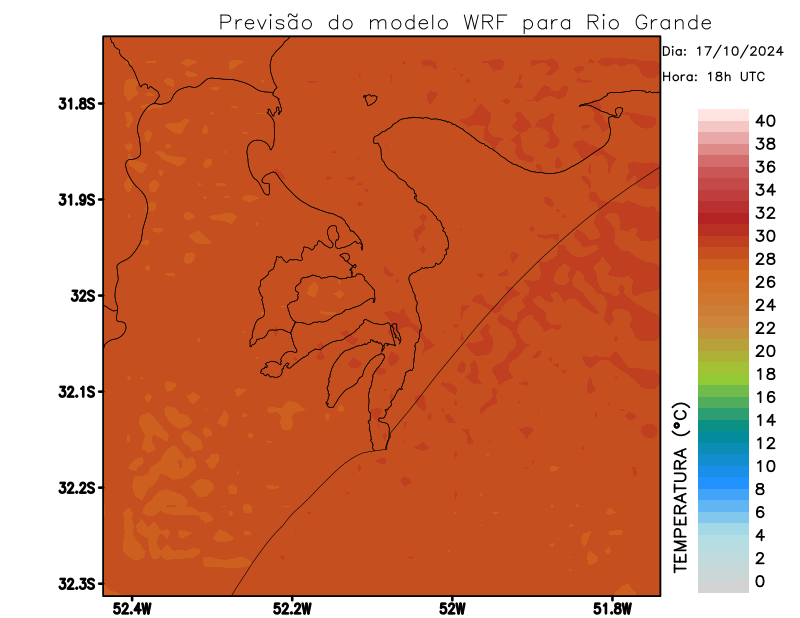 Previsão do modelo WRF para Rio Grande
Dia: 17/10/2024
Hora: 18h UTC
31.8S
31.9S
32S
32.1S
32.2S
32.3S
52.4W
52.2W
52W
51.8W
TEMPERATURA (°C)
40
38
36
34
32
30
28
26
24
22
20
18
16
14
12
10
8
6
4
2
0